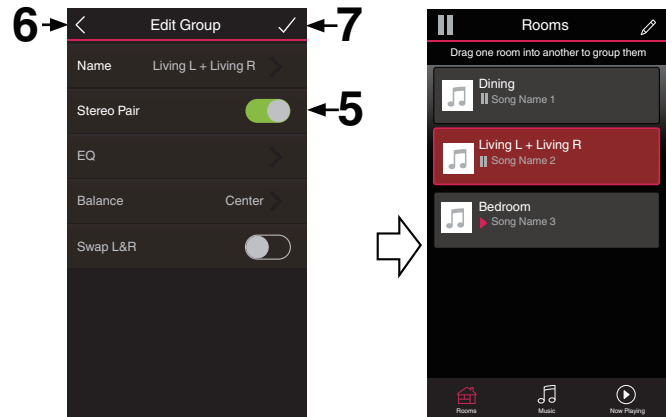 6
Edit Group
7
Name Living L + Living R
Stereo Pair
5
EQ
Balance Center
Swap L&R
Rooms
Drag one room into another to group them
Dining
Song Name 1
Living L + Living R
Song Name 2
Bedroom
Song Name 3
Rooms Music Now Playing